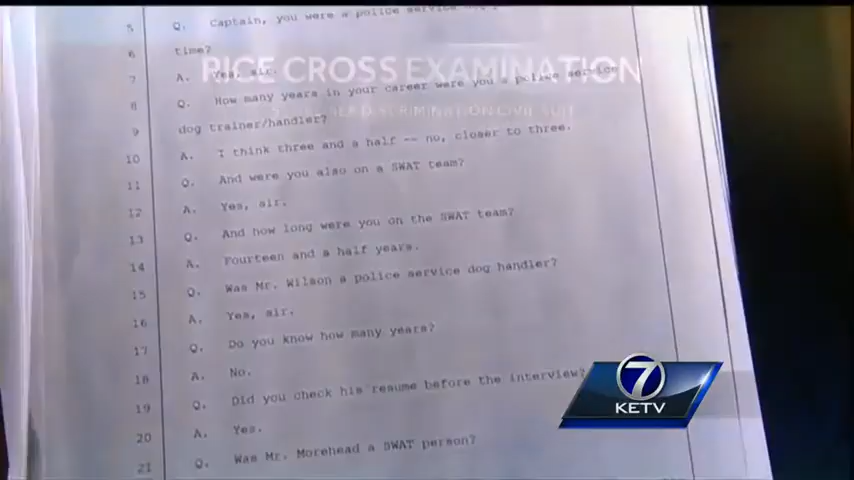 5 Q. Captain, you were a police service dog
6 time?
RICE CROSS EXAMINATION
7 A. Yes, sir.
8 Q. How many years in your career were you a police service
DISCRIMINATION CIVIL SUIT
9 dog trainer/handler?
10 A. I think three and a half -- no, closer to three.
11 Q. And were you also on a SWAT team?
12 A. Yes, sir.
13 Q. And how long were you on the SWAT team?
14 A. Fourteen and a half years.
15 Q. Was Mr. Wilson a police service dog handler?
16 A. Yes, sir.
17 Q. Do you know how many years?
18 A. No.
19 Q. Did you check his resume before the interview?
20 A. Yes.
21 Q. Was Mr. Morehead a SWAT person?
7
KETV